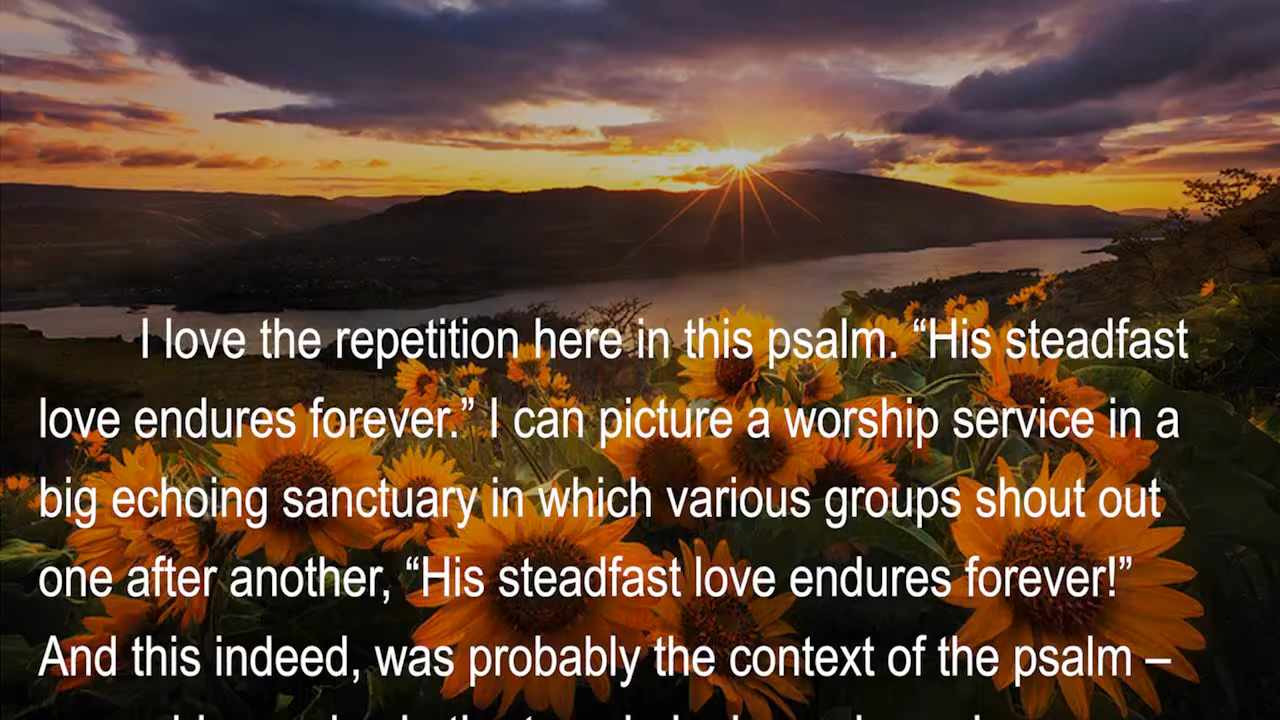 I love the repetition here in this psalm. “His steadfast
love endures forever.” I can picture a worship service in a
big echoing sanctuary in which various groups shout out
one after another, “His steadfast love endures forever!”
And this indeed, was probably the context of the psalm –